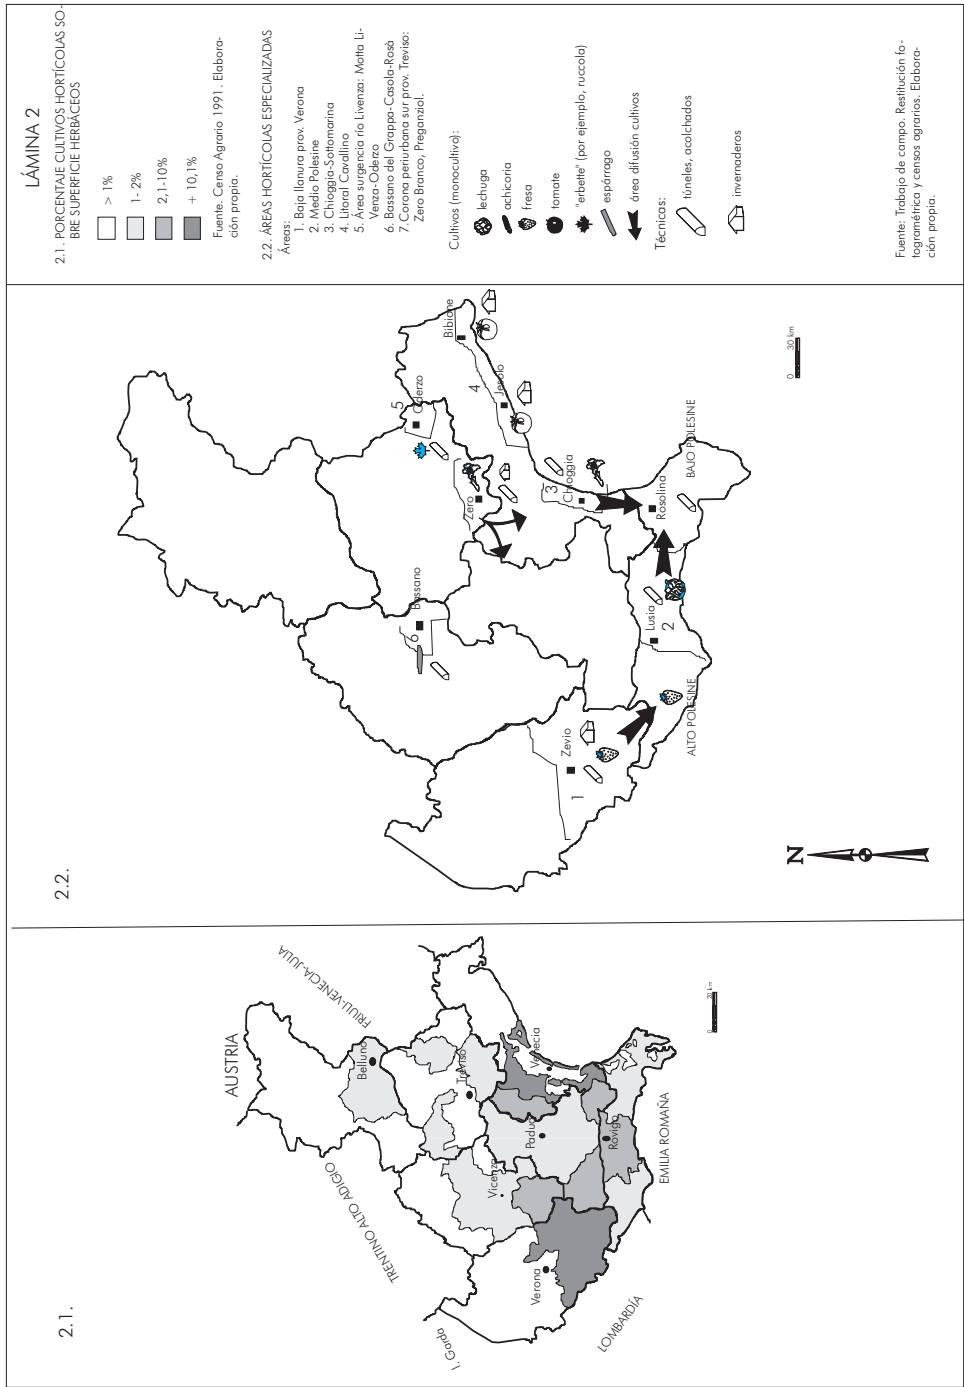 LÁMINA 2
2.1. PORCENTAJE CULTIVOS HORTÍCOLAS SO-
BRE SUPERFICIE HERBÁCEOS
> 1%
1- 2%
2,1-10%
+ 10,1%
Fuente. Censo Agrario 1991. Elabora-
ción propia.
2.2. ÁREAS HORTÍCOLAS ESPECIALIZADAS
Áreas:
1. Baja llanura prov. Verona
2. Medio Polesine
3. Chioggia-Sottomarina
4. Litoral Cavallino
5. Área surgencia río Livenza: Motta Li-
Venza-Oderzo
6. Bassano del Grappa-Casola-Rosà
7. Corona periurbana sur prov. Treviso:
Zero Branco, Preganziol.
Cultivos (monocultivo):
lechuga
achicoria
fresa
tomate
"erbette" (por ejemplo, ruccola)
espárrago
área difusión cultivos
Técnicas:
túneles, acolchados
invernaderos
Fuente: Trabajo de campo. Restitución fo-
togramétrica y censos agrarios. Elabora-
ción propia.
2.2.
Bibione
5
Oderzo
4
Jesolo
Zero
3
Chioggia
Bassano
6
Rosolina
BAJO POLESINE
Lusia
2
ALTO POLESINE
Zevio
1
N
0 30 km
2.1.
AUSTRIA
FRIULI-VENECIA-JULIA
TRENTINO ALTO ADIGIO
Belluno
Treviso
Venecia
Vicenza
Padua
Rovigo
Verona
l. Garda
LOMBARDÍA
EMILIA ROMAÑA
0 20 km